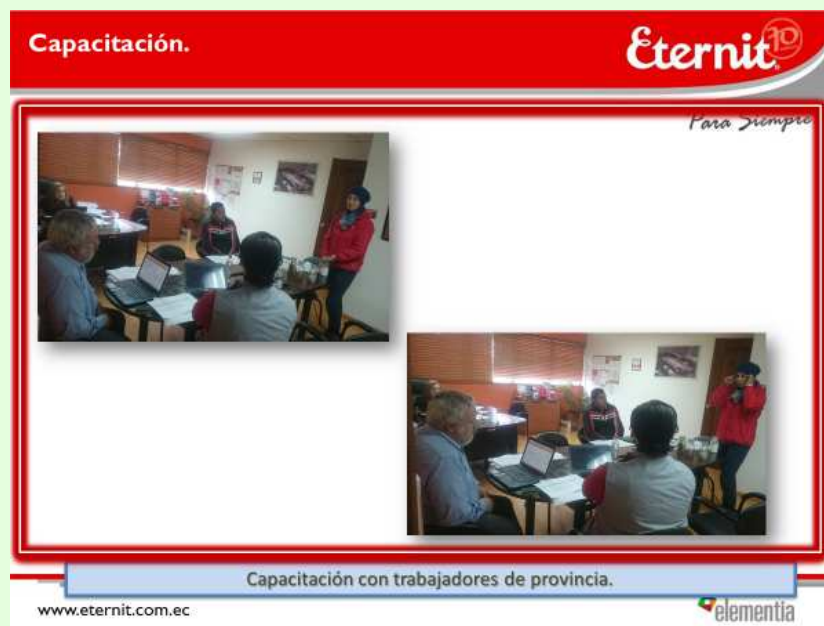 Capacitación.
Eternit
Para Siempre
Capacitación con trabajadores de provincia.
www.eternit.com.ec
elementia